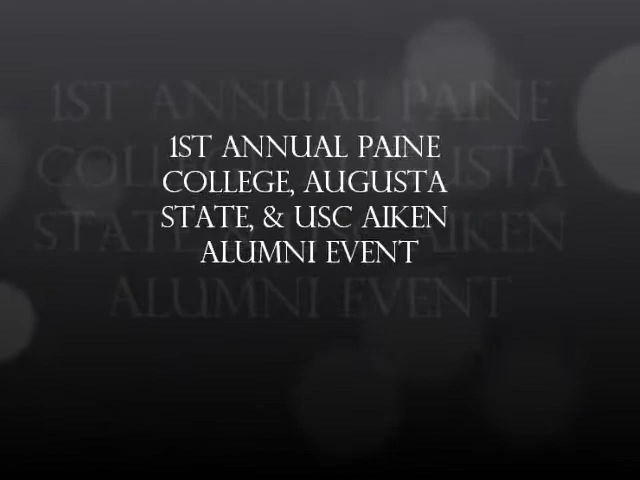 1ST ANNUAL PAINE
COLLEGE, AUGUSTA
STATE, & USC AIKEN
ALUMNI EVENT